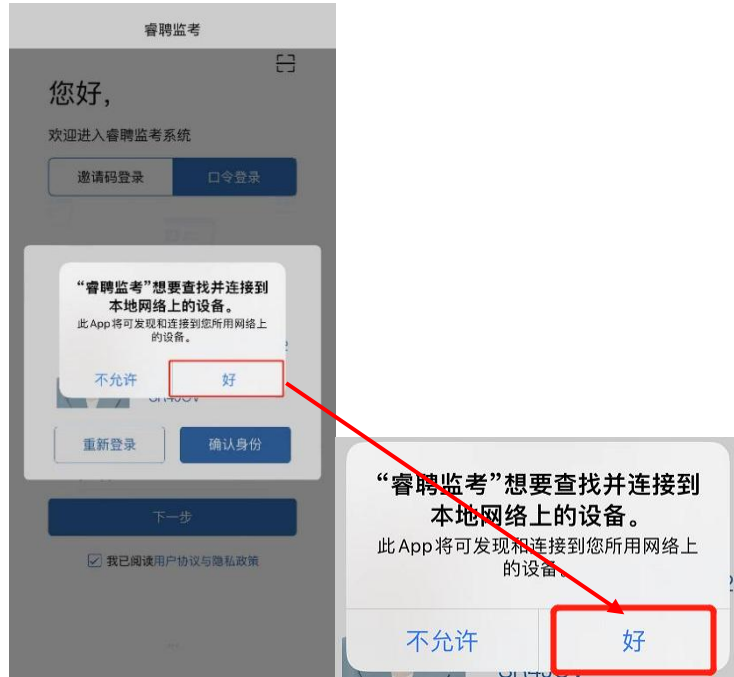 睿聘监考
您好，
欢迎进入睿聘监考系统
邀请码登录
口令登录
“睿聘监考”想要查找并连接到
本地网络上的设备。
此App将可发现和连接到您所用网络上
的设备。
不允许
好
重新登录
确认身份
下一步
我已阅读用户协议与隐私政策
“睿聘监考”想要查找并连接到
本地网络上的设备。
此App将可发现和连接到您所用网络上
的设备。
不允许
好